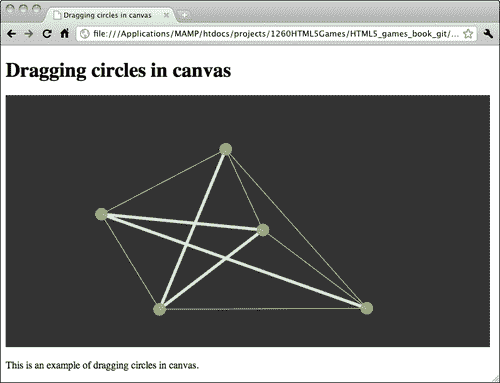 Dragging circles in canvas
file:///Applications/MAMP/htdocs/projects/1260HTML5Games/HTML5_games_book_git/...
Dragging circles in canvas
This is an example of dragging circles in canvas.